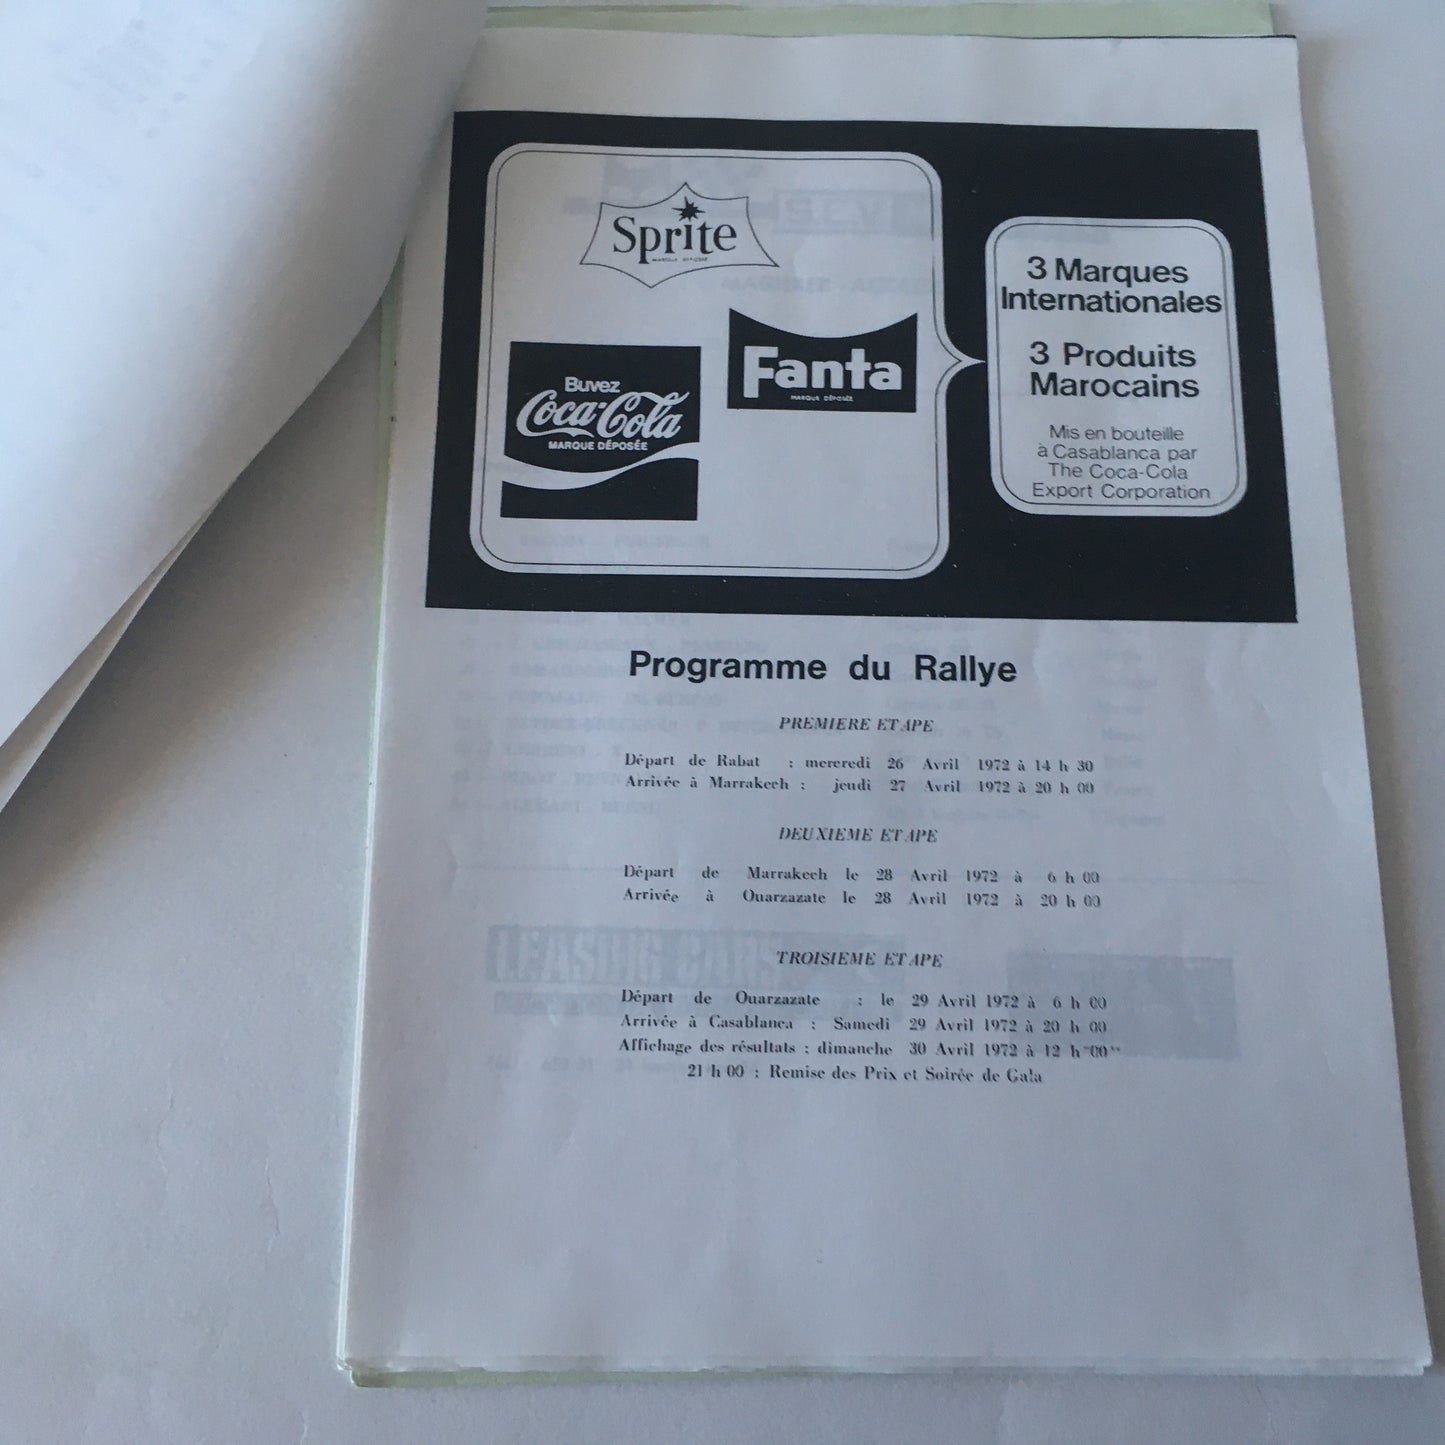 Sprite
MARQUE DÉPOSÉE
Buvez
Coca-Cola
MARQUE DÉPOSÉE
Fanta
MARQUE DÉPOSÉE
3 Marques
Internationales
3 Produits
Marocains
Mis en bouteille
à Casablanca par
The Coca-Cola
Export Corporation
Programme du Rallye
PREMIERE ETAPE
Départ de Rabat : mercredi 26 Avril 1972 à 14 h 30
Arrivée à Marrakech : jeudi 27 Avril 1972 à 20 h 00
DEUXIEME ETAPE
Départ de Marrakech le 28 Avril 1972 à 6 h 00
Arrivée à Ouarzazate le 28 Avril 1972 à 20 h 00
TROISIEME ETAPE
Départ de Ouarzazate : le 29 Avril 1972 à 6 h 00
Arrivée à Casablanca : Samedi 29 Avril 1972 à 20 h 00
Affichage des résultats : dimanche 30 Avril 1972 à 12 h 00
21 h 00 : Remise des Prix et Soirée de Gala